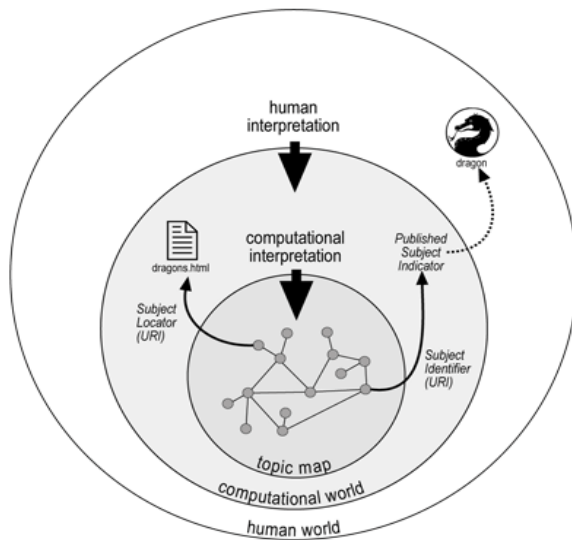 human
interpretation
dragon
computational
interpretation
Published
Subject
Indicator
dragons.html
Subject
Locator
(URI)
Subject
Identifier
(URI)
topic map
computational world
human world